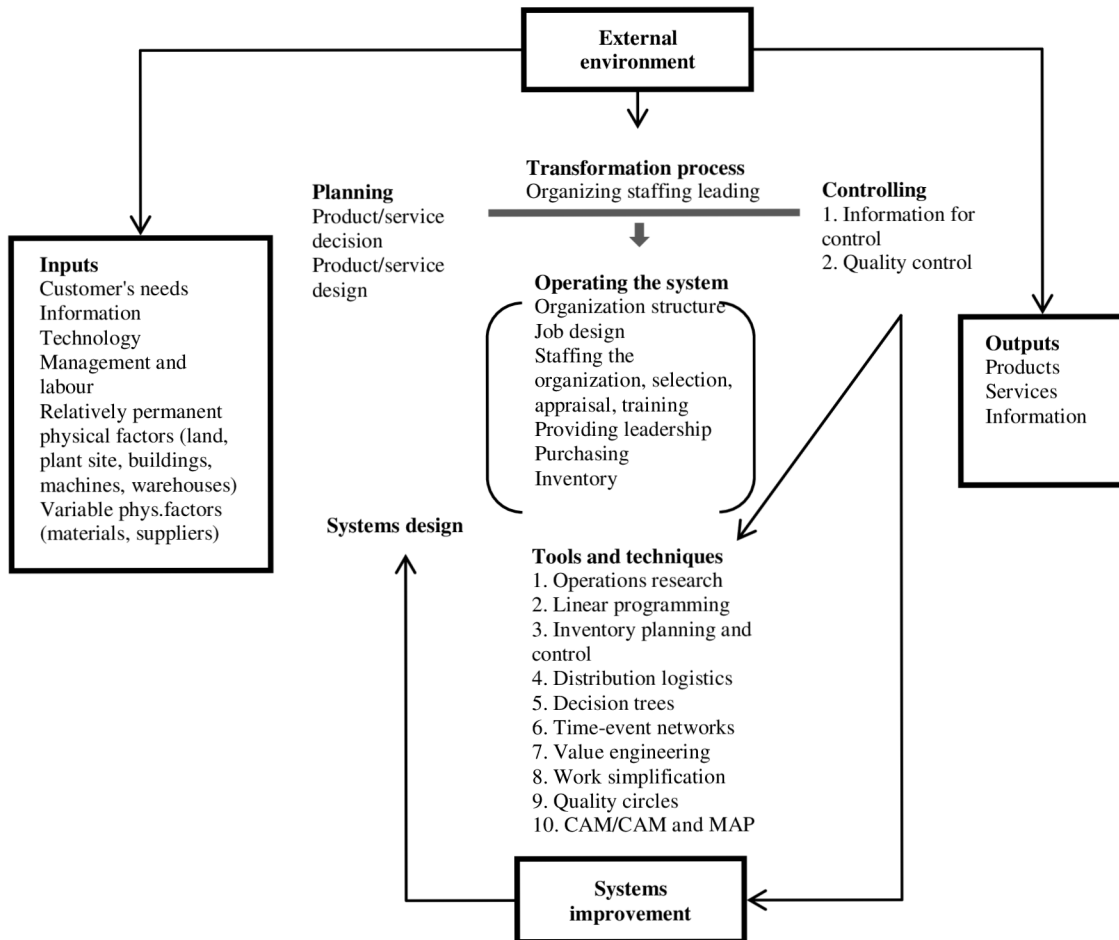 External
environment
Transformation process
Organizing staffing leading
Planning
Product/service
decision
Product/service
design
Controlling
1. Information for
control
2. Quality control
Inputs
Customer's needs
Information
Technology
Management and
labour
Relatively permanent
physical factors (land,
plant site, buildings,
machines, warehouses)
Variable phys.factors
(materials, suppliers)
Operating the system
Organization structure
Job design
Staffing the
organization, selection,
appraisal, training
Providing leadership
Purchasing
Inventory
Outputs
Products
Services
Information
Systems design
Tools and techniques
1. Operations research
2. Linear programming
3. Inventory planning and
control
4. Distribution logistics
5. Decision trees
6. Time-event networks
7. Value engineering
8. Work simplification
9. Quality circles
10. CAM/CAM and MAP
Systems
improvement